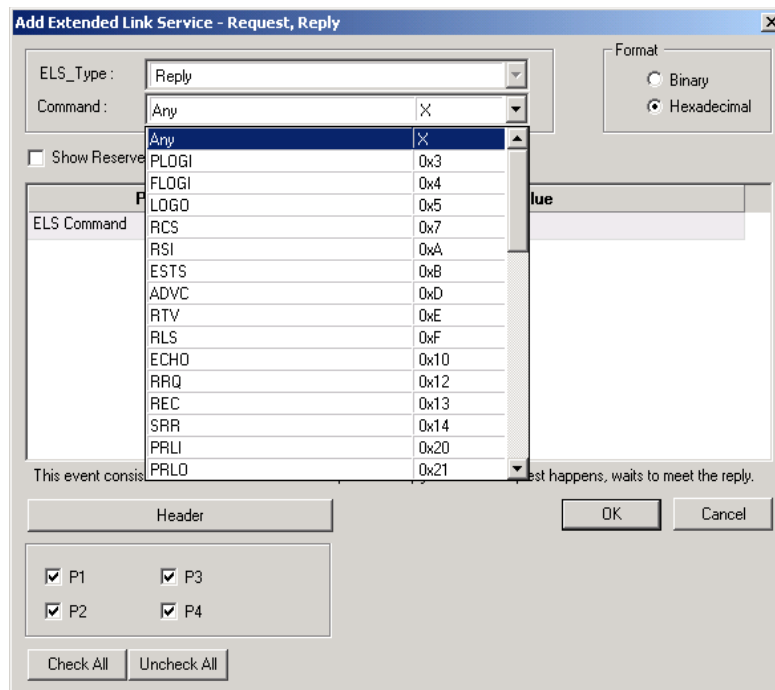 Add Extended Link Service - Request, Reply
Format
ELS_Type : Reply
Binary
Command : Any X
Hexadecimal
Any X
Show Reserve
PLOGI 0x3
FLOGI 0x4
P lue
LOGO 0x5
ELS Command
RCS 0x7
RSI 0xA
ESTS 0xB
ADVC 0xD
RTV 0xE
RLS 0xF
ECHO 0x10
RRQ 0x12
REC 0x13
SRR 0x14
PRLI 0x20
PRLO 0x21
This event consis est happens, waits to meet the reply.
Header
OK Cancel
P1 P3
P2 P4
Check All Uncheck All